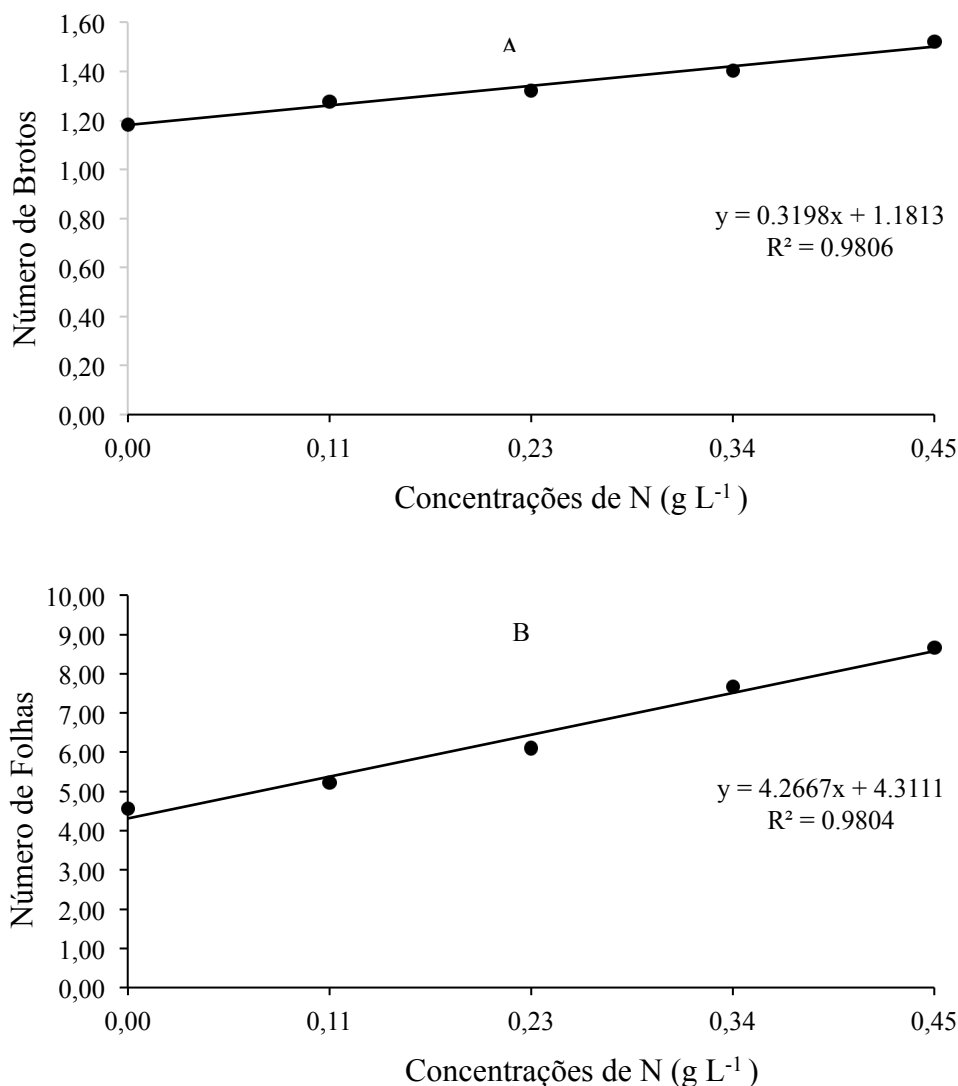 1,60
A
1,40
1,20
1,00
0,80
0,60
0,40
0,20
0,00
Número de Brotos
y = 0.3198x + 1.1813
R² = 0.9806
0,00 0,11 0,23 0,34 0,45
Concentrações de N (g L⁻¹ )
10,00
9,00
8,00
7,00
6,00
5,00
4,00
3,00
2,00
1,00
0,00
Número de Folhas
B
y = 4.2667x + 4.3111
R² = 0.9804
0,00 0,11 0,23 0,34 0,45
Concentrações de N (g L⁻¹ )